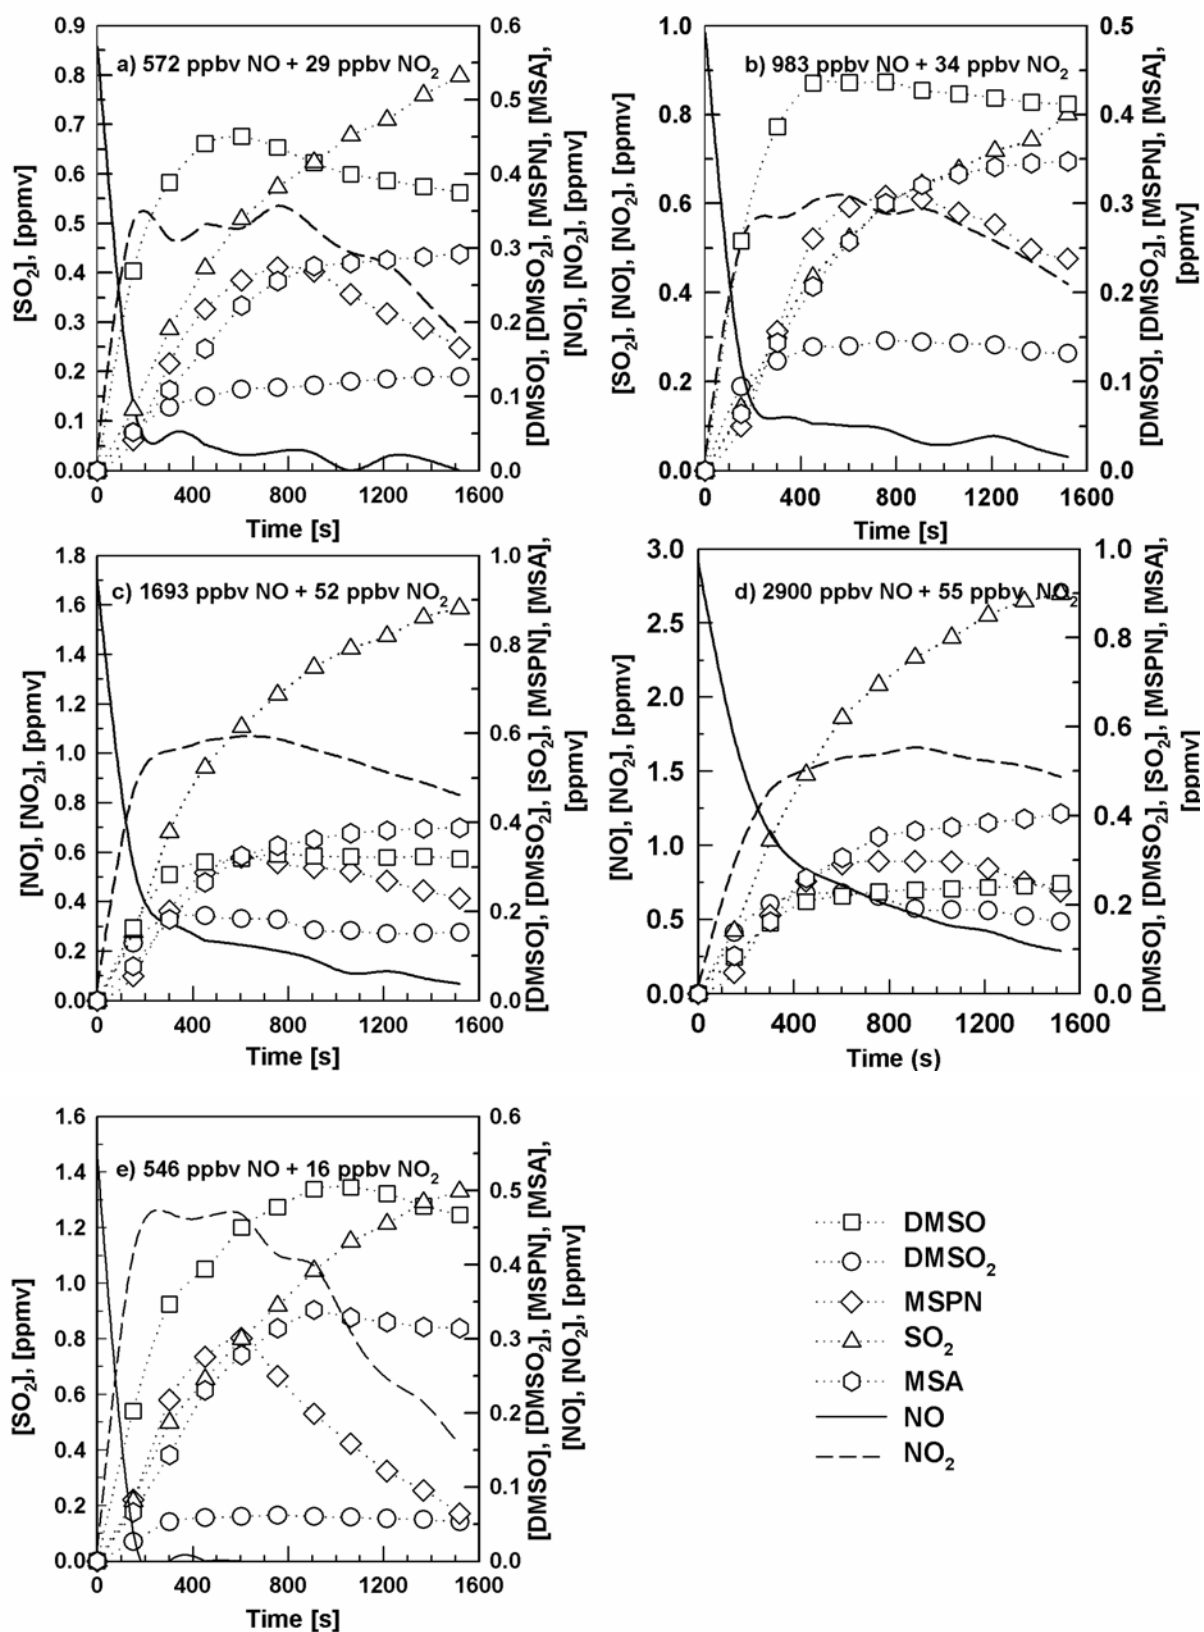 a) 572 ppbv NO + 29 ppbv NO₂
[SO₂], [ppmv]
0.9
0.8
0.7
0.6
0.5
0.4
0.3
0.2
0.1
0.0
0.6
0.5
0.4
0.3
0.2
0.1
0.0
[DMSO], [DMSO₂], [MSPN], [MSA],
[NO], [NO₂], [ppmv]
0 400 800 1200 1600
Time [s]
b) 983 ppbv NO + 34 ppbv NO₂
[SO₂], [NO], [NO₂], [ppmv]
1.0
0.8
0.6
0.4
0.2
0.0
0.5
0.4
0.3
0.2
0.1
0.0
[DMSO], [DMSO₂], [MSPN], [MSA],
[ppmv]
0 400 800 1200 1600
Time [s]
c) 1693 ppbv NO + 52 ppbv NO₂
[NO], [NO₂], [ppmv]
1.8
1.6
1.4
1.2
1.0
0.8
0.6
0.4
0.2
0.0
1.0
0.8
0.6
0.4
0.2
0.0
[DMSO], [DMSO₂], [SO₂], [MSPN], [MSA],
[ppmv]
0 400 800 1200 1600
Time [s]
d) 2900 ppbv NO + 55 ppbv NO₂
[NO], [NO₂], [ppmv]
3.0
2.5
2.0
1.5
1.0
0.5
0.0
1.0
0.8
0.6
0.4
0.2
0.0
[DMSO], [DMSO₂], [SO₂], [MSPN], [MSA],
[ppmv]
0 400 800 1200 1600
Time (s)
e) 546 ppbv NO + 16 ppbv NO₂
[SO₂], [ppmv]
1.6
1.4
1.2
1.0
0.8
0.6
0.4
0.2
0.0
0.6
0.5
0.4
0.3
0.2
0.1
0.0
[DMSO], [DMSO₂], [MSPN], [MSA],
[NO], [NO₂], [ppmv]
0 400 800 1200 1600
Time [s]
DMSO
DMSO₂
MSPN
SO₂
MSA
NO
NO₂